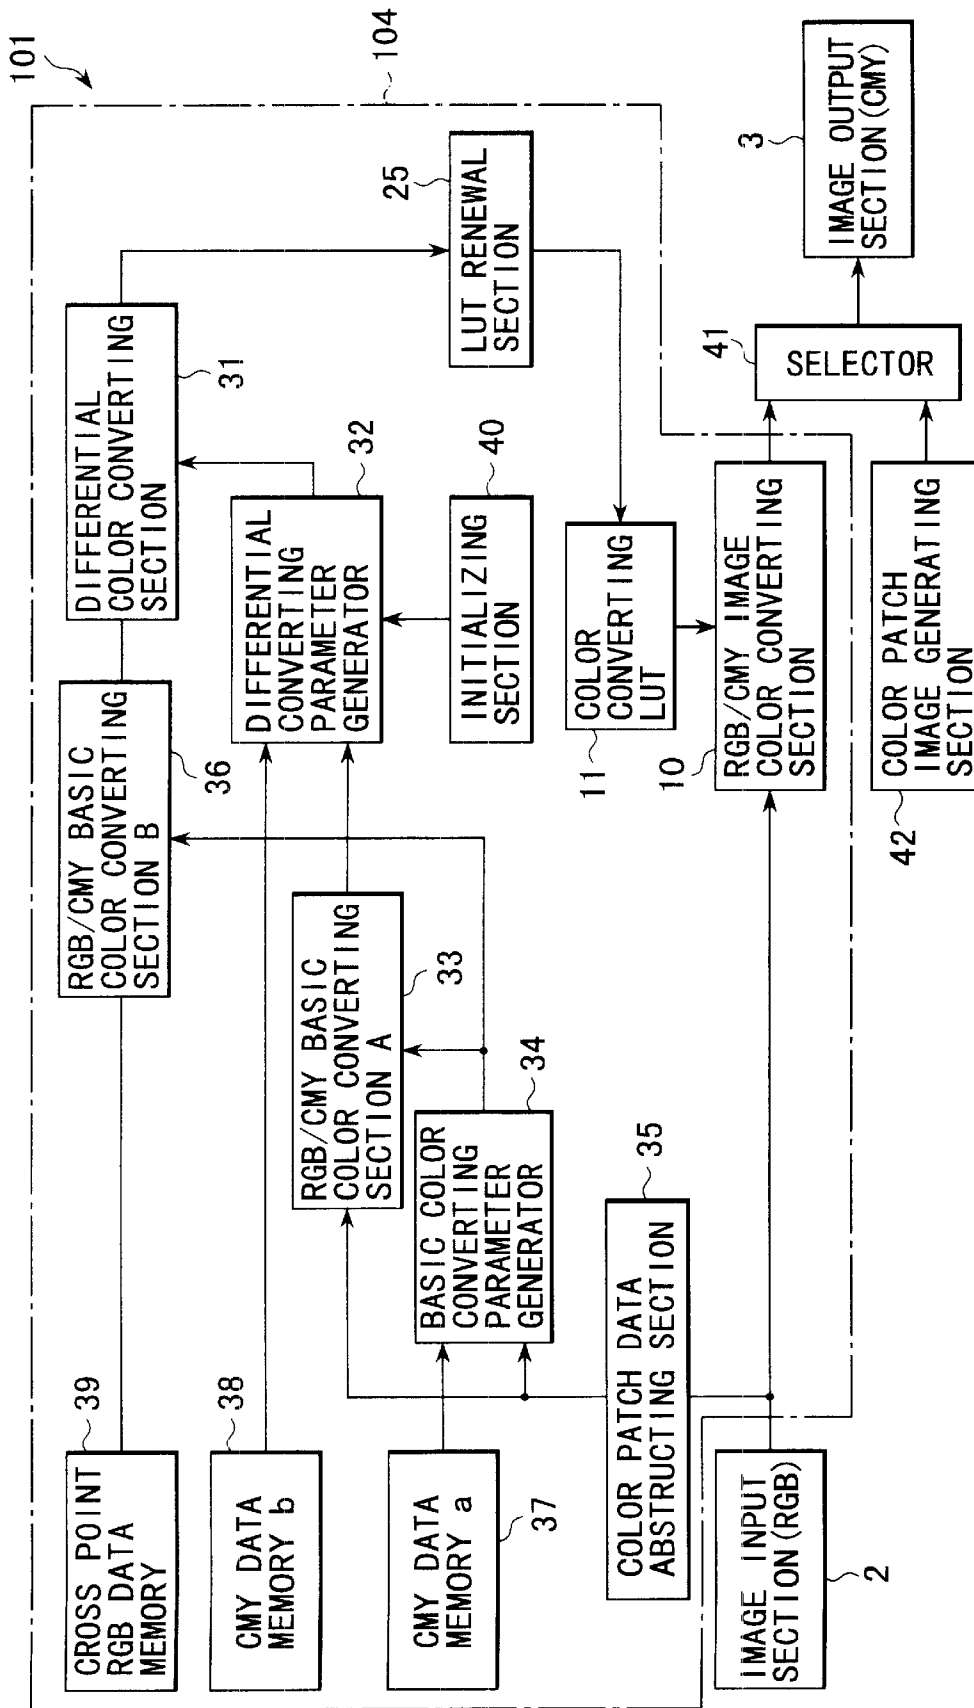 101
104
CROSS POINT
RGB DATA
MEMORY
39
RGB/CMY BASIC
COLOR CONVERTING
SECTION B
36
DIFFERENTIAL
COLOR CONVERTING
SECTION
31
CMY DATA
MEMORY b
38
DIFFERENTIAL
CONVERTING
PARAMETER
GENERATOR
32
LUT RENEWAL
SECTION
25
RGB/CMY BASIC
COLOR CONVERTING
SECTION A
33
CMY DATA
MEMORY a
37
BASIC COLOR
CONVERTING
PARAMETER
GENERATOR
34
INITIALIZING
SECTION
40
COLOR
CONVERTING
LUT
11
COLOR PATCH DATA
ABSTRUCTING SECTION
35
IMAGE INPUT
SECTION(RGB)
2
RGB/CMY IMAGE
COLOR CONVERTING
SECTION
10
SELECTOR
41
IMAGE OUTPUT
SECTION(CMY)
3
COLOR PATCH
IMAGE GENERATING
SECTION
42